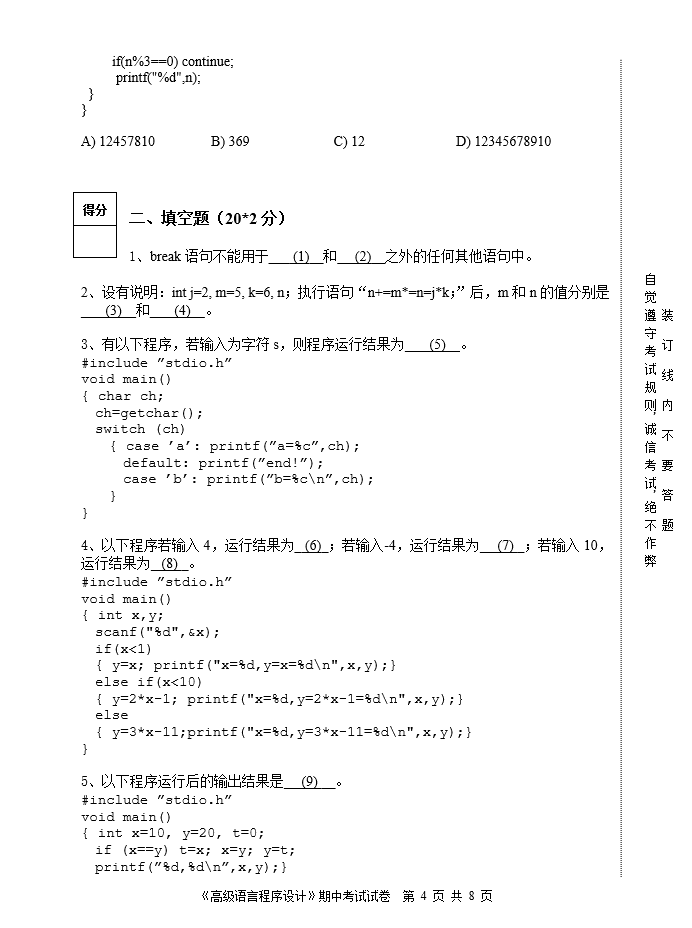 if(n%3==0) continue;
printf("%d",n);
}
}
A) 12457810 B) 369 C) 12 D) 12345678910
得分
二、填空题（20*2 分）
1、break 语句不能用于 (1) 和 (2) 之外的任何其他语句中。
2、设有说明：int j=2, m=5, k=6, n；执行语句“n+=m*=n=j*k；”后，m 和 n 的值分别是
(3) 和 (4) 。
3、有以下程序，若输入为字符 s，则程序运行结果为 (5) 。
#include ”stdio.h”
void main()
{ char ch;
ch=getchar();
switch (ch)
{ case ’a’: printf(”a=%c”,ch);
default: printf(”end!”);
case ’b’: printf(”b=%c\n”,ch);
}
}
4、以下程序若输入 4，运行结果为 (6) ；若输入-4，运行结果为 (7) ；若输入 10，
运行结果为 (8) 。
#include ”stdio.h”
void main()
{ int x,y;
scanf("%d",&x);
if(x<1)
{ y=x; printf("x=%d,y=x=%d\n",x,y);}
else if(x<10)
{ y=2*x-1; printf("x=%d,y=2*x-1=%d\n",x,y);}
else
{ y=3*x-11;printf("x=%d,y=3*x-11=%d\n",x,y);}
}
5、以下程序运行后的输出结果是 (9) 。
#include ”stdio.h”
void main()
{ int x=10, y=20, t=0;
if (x==y) t=x; x=y; y=t;
printf(”%d,%d\n”,x,y);}
《高级语言程序设计》期中考试试卷 第 4 页 共 8 页
自觉遵守考试规则，诚信考试，绝不作弊
装订线内不要答题